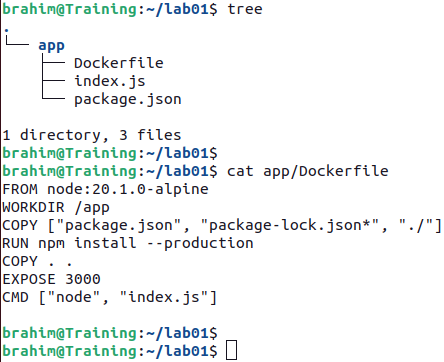 brahim@Training:~/lab01$ tree
.
└── app
    ├── Dockerfile
    ├── index.js
    └── package.json

1 directory, 3 files
brahim@Training:~/lab01$
brahim@Training:~/lab01$ cat app/Dockerfile
FROM node:20.1.0-alpine
WORKDIR /app
COPY ["package.json", "package-lock.json*", "./"]
RUN npm install --production
COPY . .
EXPOSE 3000
CMD ["node", "index.js"]

brahim@Training:~/lab01$
brahim@Training:~/lab01$